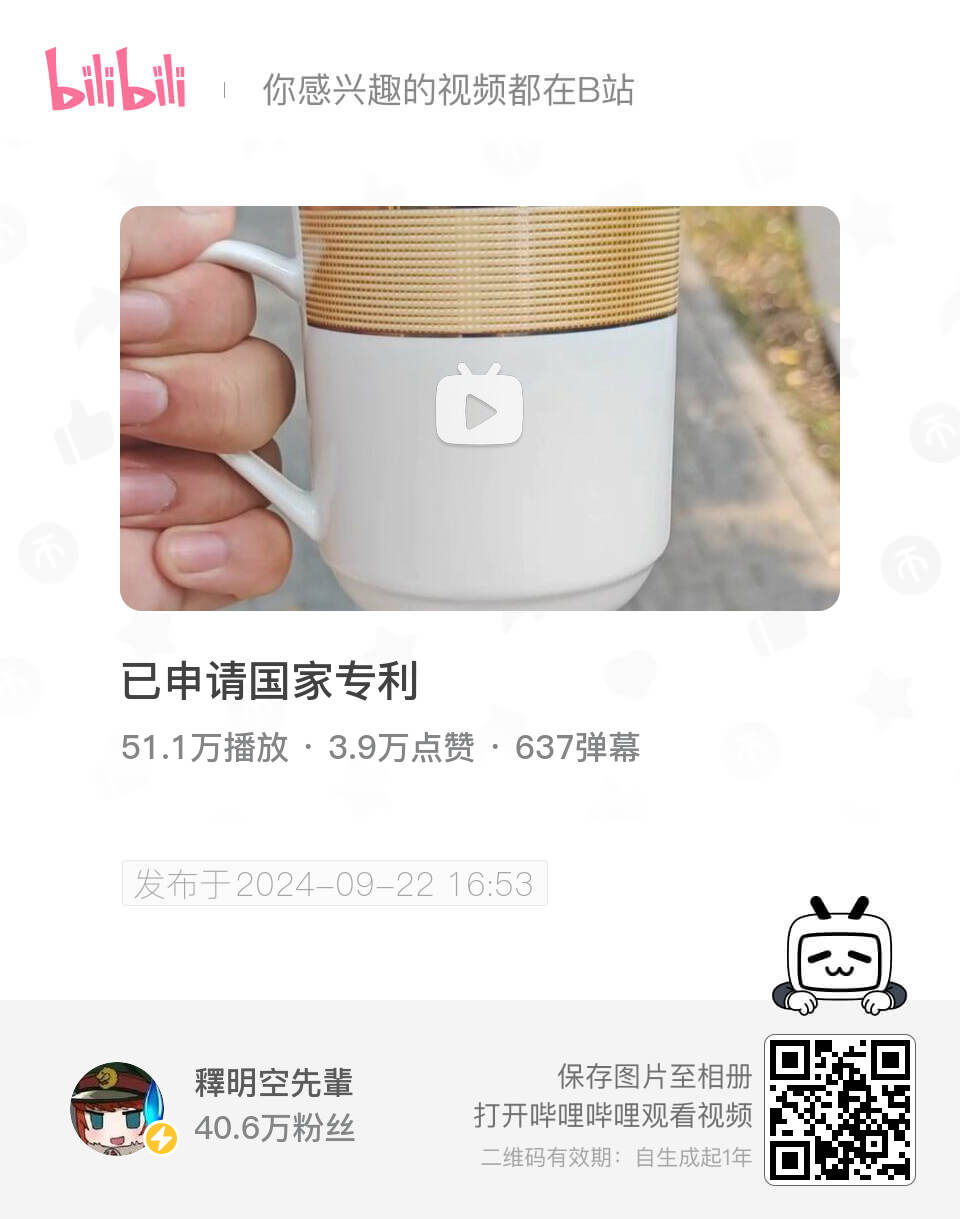 bilibili
你感兴趣的视频都在B站
已申请国家专利
51.1万播放 · 3.9万点赞 · 637弹幕
发布于2024-09-22 16:53
釋明空先輩
40.6万粉丝
保存图片至相册
打开哔哩哔哩观看视频
二维码有效期：自生成起1年